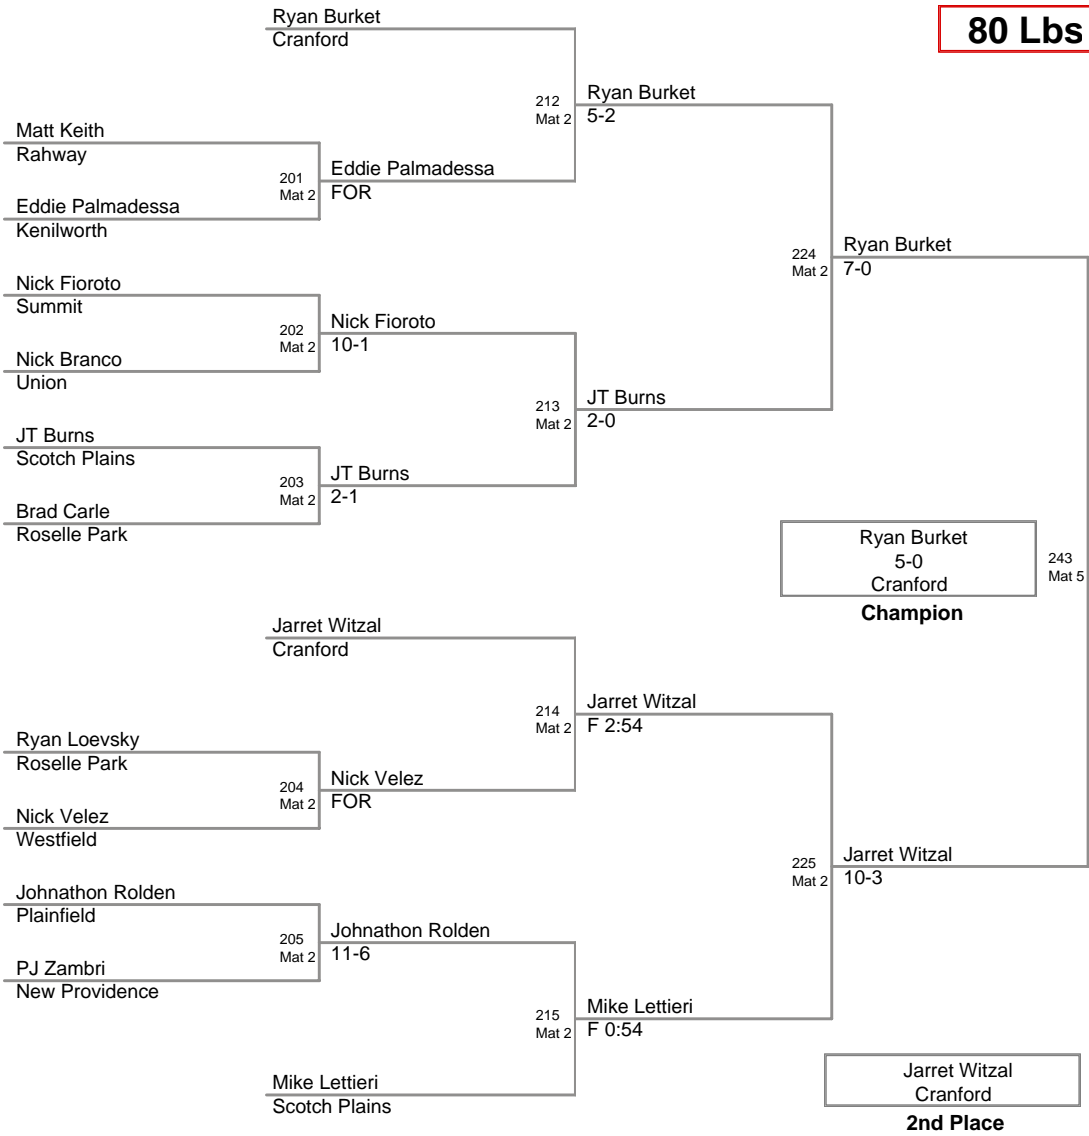 Ryan Burket
Cranford
80 Lbs
212
Mat 2
Ryan Burket
5-2
Matt Keith
Rahway
201
Mat 2
Eddie Palmadessa
FOR
Eddie Palmadessa
Kenilworth
224
Mat 2
Ryan Burket
7-0
Nick Fioroto
Summit
202
Mat 2
Nick Fioroto
10-1
Nick Branco
Union
213
Mat 2
JT Burns
2-0
JT Burns
Scotch Plains
203
Mat 2
JT Burns
2-1
Brad Carle
Roselle Park
Ryan Burket
5-0
Cranford
243
Mat 5
Champion
Jarret Witzal
Cranford
214
Mat 2
Jarret Witzal
F 2:54
Ryan Loevsky
Roselle Park
204
Mat 2
Nick Velez
FOR
Nick Velez
Westfield
225
Mat 2
Jarret Witzal
10-3
Johnathon Rolden
Plainfield
205
Mat 2
Johnathon Rolden
11-6
PJ Zambri
New Providence
215
Mat 2
Mike Lettieri
F 0:54
Mike Lettieri
Scotch Plains
Jarret Witzal
Cranford
2nd Place